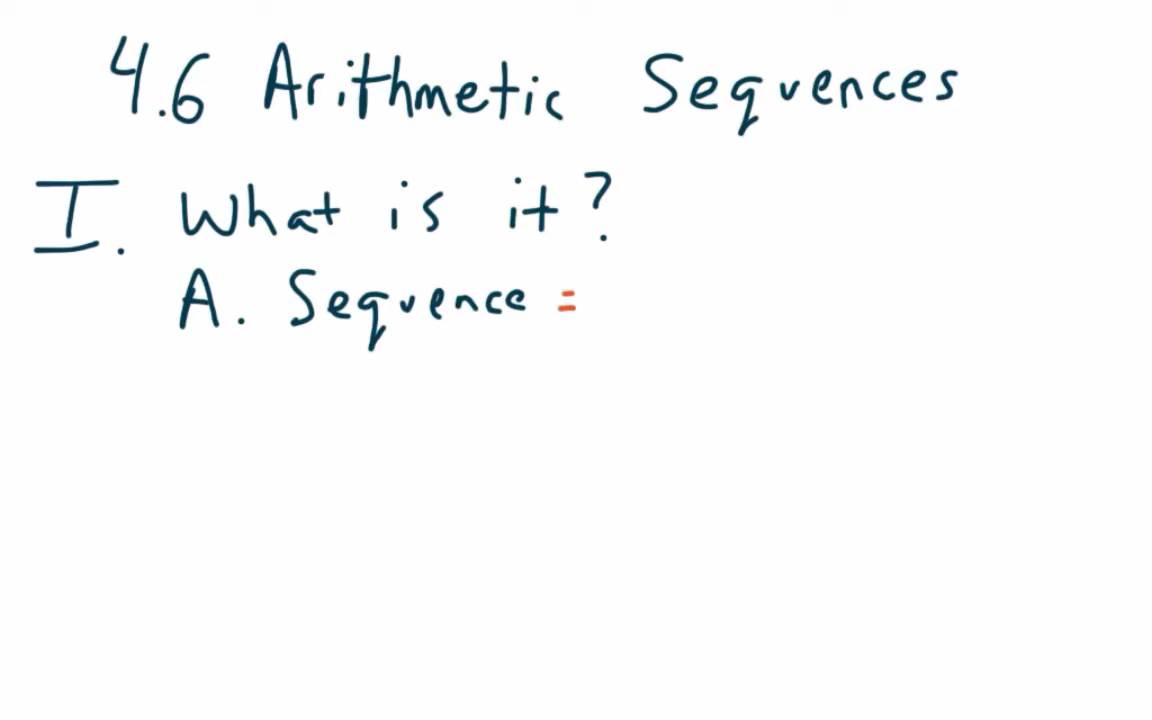 4.6 Arithmetic Sequences
I. What is it?
A. Sequence =